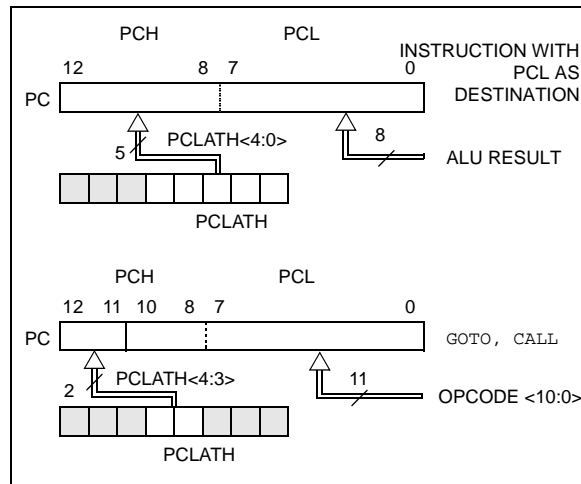 PCH PCL
12 8 7 0
INSTRUCTION WITH
PCL AS
DESTINATION
PC
PCLATH<4:0>
5
8
ALU RESULT
PCLATH
PCH PCL
12 11 10 8 7 0
PC
GOTO, CALL
PCLATH<4:3>
2
11
OPCODE <10:0>
PCLATH